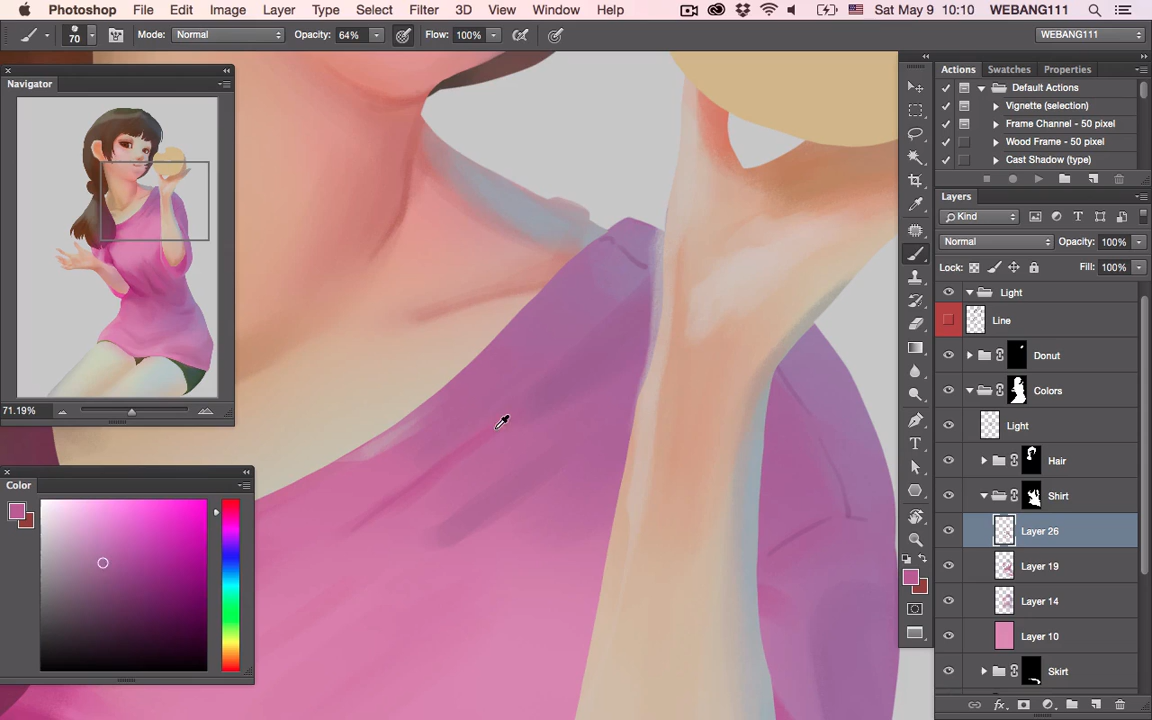 Photoshop File Edit Image Layer Type Select Filter 3D View Window Help Sat May 9 10:10 WEBANG111
70 Mode: Normal Opacity: 64% Flow: 100% WEBANG111
Navigator
71.19%
Color
Actions Swatches Properties
Default Actions
Vignette (selection)
Frame Channel - 50 pixel
Wood Frame - 50 pixel
Cast Shadow (type)
Layers
Kind
Normal Opacity: 100%
Lock: Fill: 100%
Light
Line
Donut
Colors
Light
Hair
Shirt
Layer 26
Layer 19
Layer 14
Layer 10
Skirt
fx